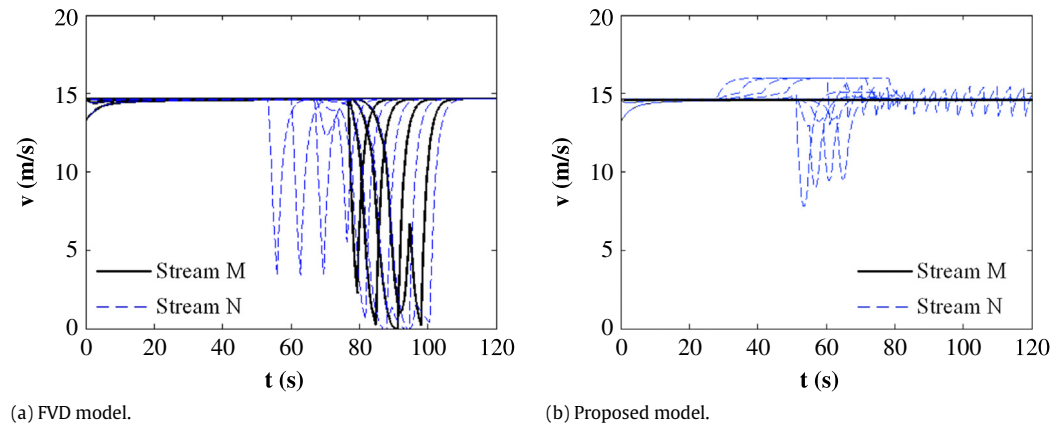 20
15
10
5
0
v (m/s)
Stream M
Stream N
0 20 40 60 80 100 120
t (s)
(a) FVD model.
20
15
10
5
0
v (m/s)
Stream M
Stream N
0 20 40 60 80 100 120
t (s)
(b) Proposed model.